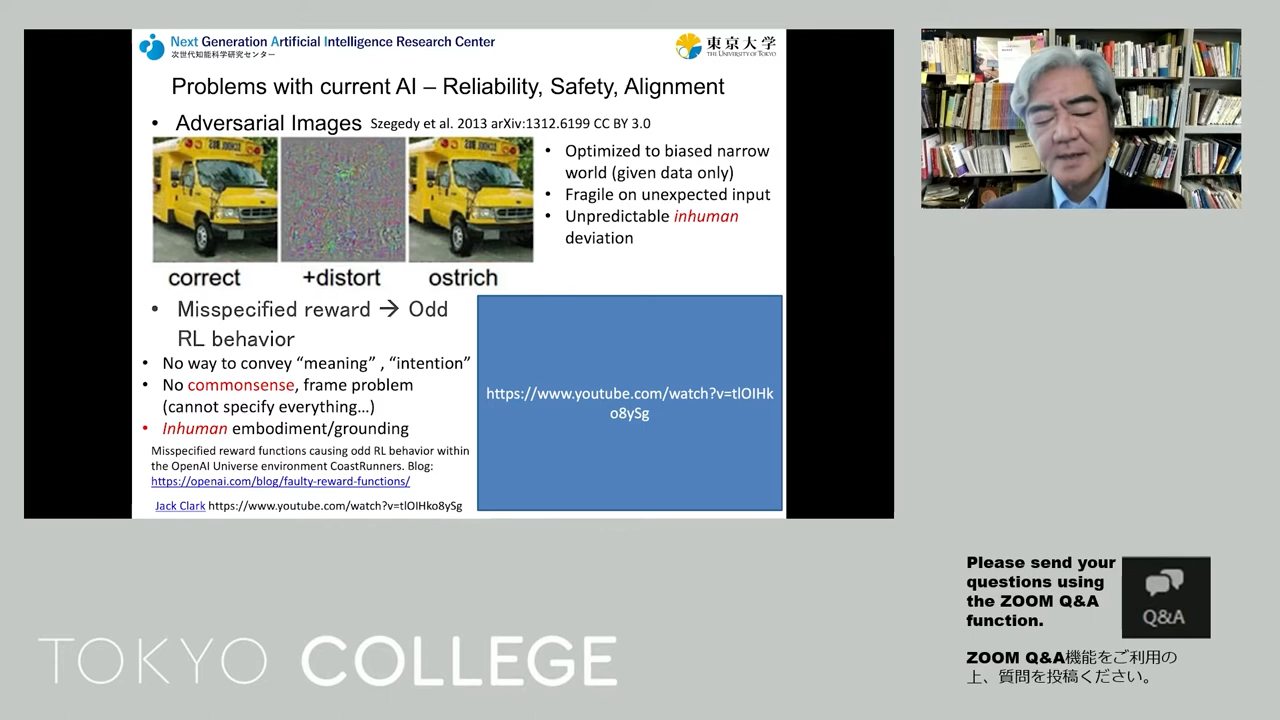 Next Generation Artificial Intelligence Research Center
次世代知能科学研究センター
東京大学
THE UNIVERSITY OF TOKYO
Problems with current AI – Reliability, Safety, Alignment
• Adversarial Images Szegedy et al. 2013 arXiv:1312.6199 CC BY 3.0
correct +distort ostrich
• Optimized to biased narrow
world (given data only)
• Fragile on unexpected input
• Unpredictable inhuman
deviation
• Misspecified reward → Odd
RL behavior
• No way to convey “meaning” , “intention”
• No commonsense, frame problem
(cannot specify everything…)
• Inhuman embodiment/grounding
Misspecified reward functions causing odd RL behavior within
the OpenAI Universe environment CoastRunners. Blog:
https://openai.com/blog/faulty-reward-functions/
Jack Clark https://www.youtube.com/watch?v=tlOIHko8ySg
https://www.youtube.com/watch?v=tlOIHk
o8ySg
Please send your
questions using
the ZOOM Q&A
function.
Q&A
ZOOM Q&A機能をご利用の
上、質問を投稿ください。
TOKYO COLLEGE